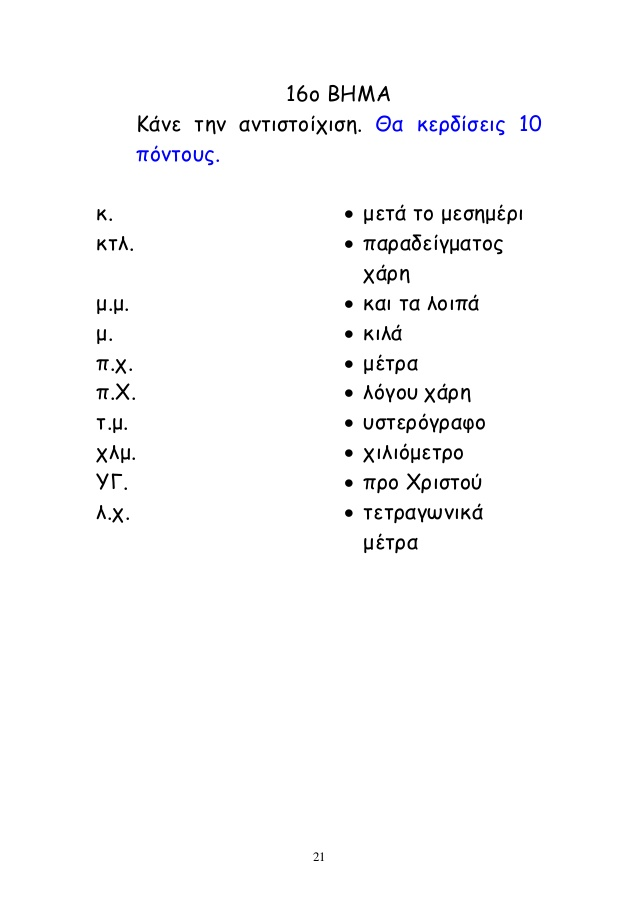 16ο ΒΗΜΑ
Κάνε την αντιστοίχιση. Θα κερδίσεις 10
πόντους.
κ. • μετά το μεσημέρι
κτλ. • παραδείγματος
χάρη
μ.μ. • και τα λοιπά
μ. • κιλά
π.χ. • μέτρα
π.Χ. • λόγου χάρη
τ.μ. • υστερόγραφο
χλμ. • χιλιόμετρο
ΥΓ. • προ Χριστού
λ.χ. • τετραγωνικά
μέτρα
21